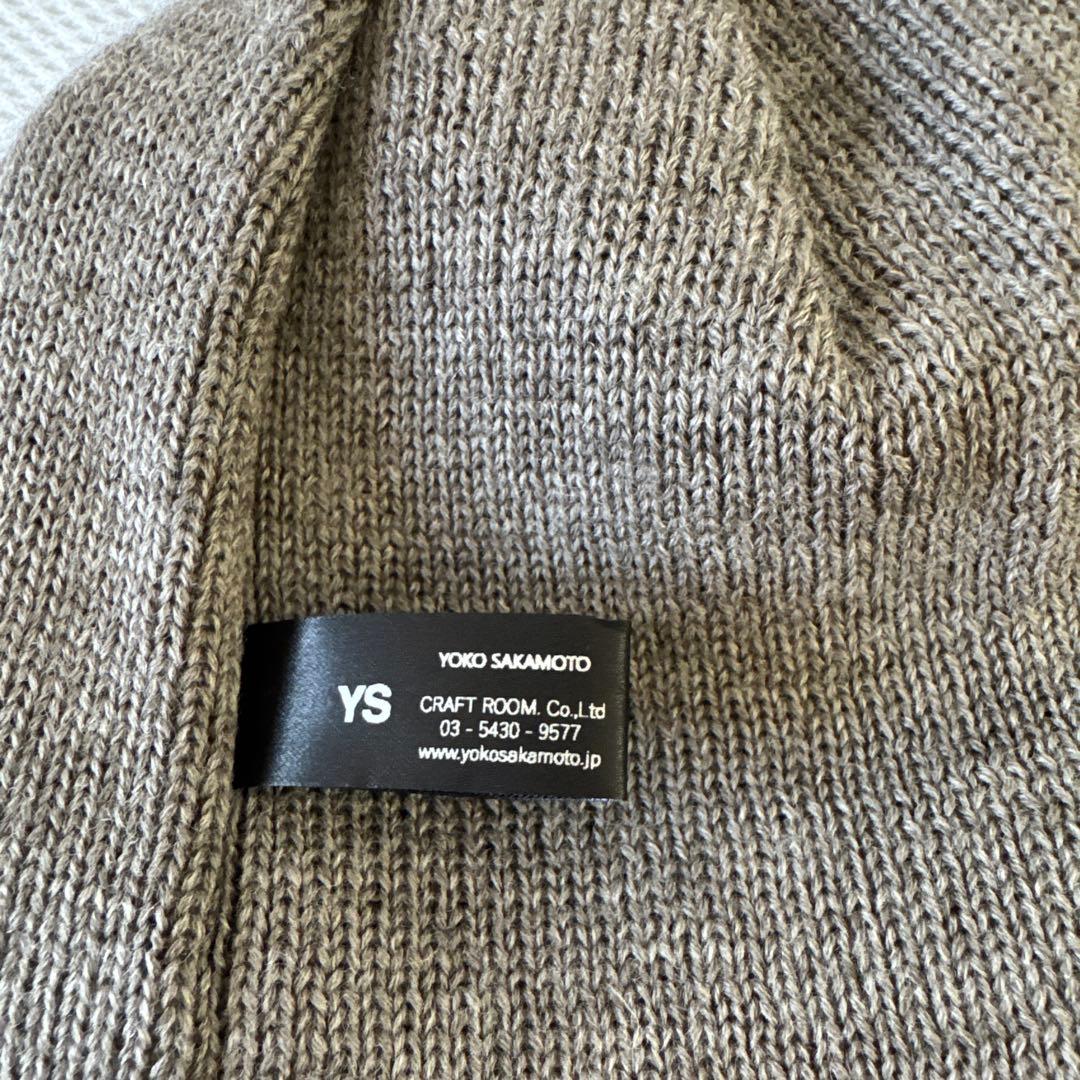 YS
YOKO SAKAMOTO
CRAFT ROOM. Co.,Ltd
03 - 5430 - 9577
www.yokosakamoto.jp